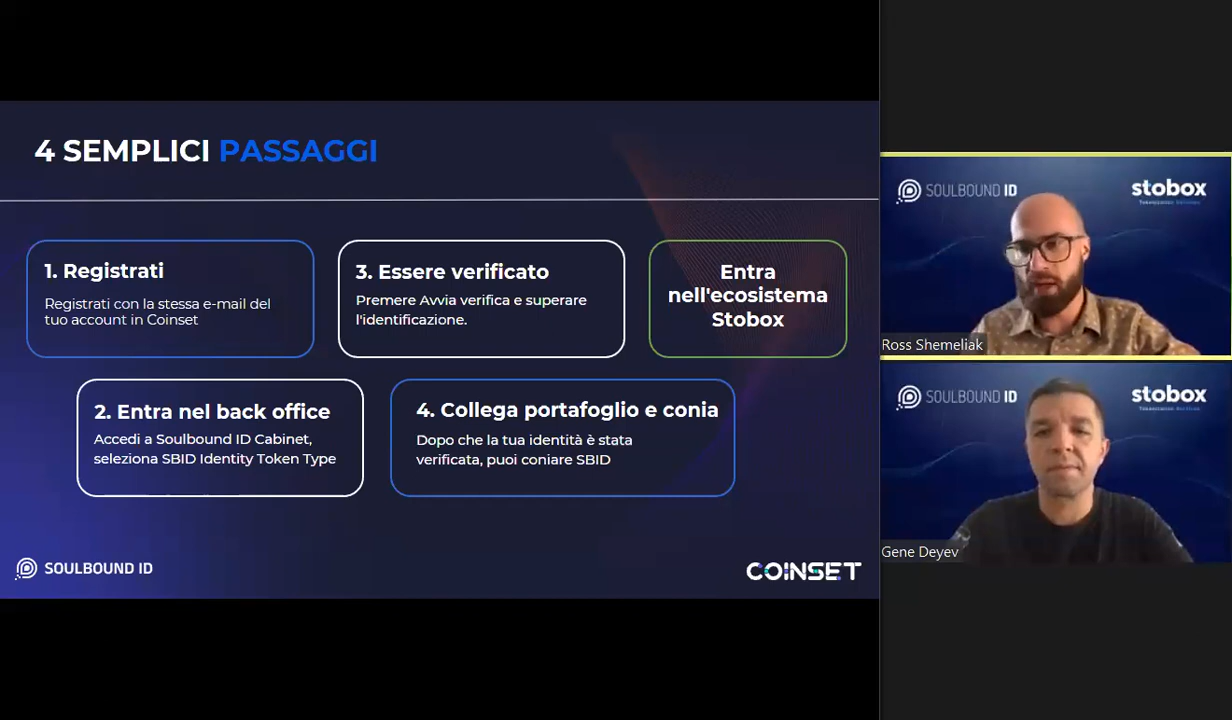 4 SEMPLICI PASSAGGI
1. Registrati
Registrati con la stessa e-mail del
tuo account in Coinset
3. Essere verificato
Premere Avvia verifica e superare
l'identificazione.
Entra
nell'ecosistema
Stobox
2. Entra nel back office
Accedi a Soulbound ID Cabinet,
seleziona SBID Identity Token Type
4. Collega portafoglio e conia
Dopo che la tua identità è stata
verificata, puoi coniare SBID
SOULBOUND ID
COINSET
SOULBOUND ID
stobox
Ross Shemeliak
SOULBOUND ID
stobox
Gene Deyev